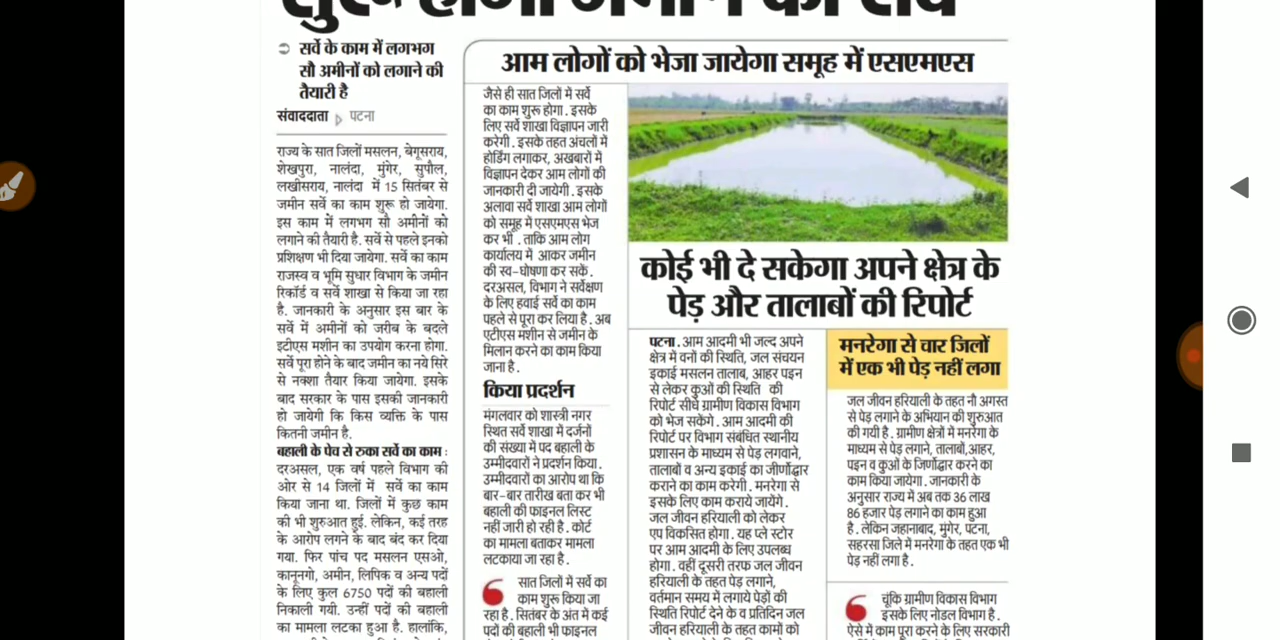 सर्वे के काम में लगभग
सौ अमीनों को लगाने की
तैयारी है
संवाददाता पटना
राज्य के सात जिलों मसलन, बेगूसराय,
शेखपुरा, नालंदा, मुंगेर, सुपौल,
लखीसराय, नालंदा में 15 सितंबर से
जमीन सर्वे का काम शुरू हो जायेगा.
इस काम में लगभग सौ अमीनों को
लगाने की तैयारी है. सर्वे से पहले इनको
प्रशिक्षण भी दिया जायेगा. सर्वे का काम
राजस्व व भूमि सुधार विभाग के जमीन
रिकॉर्ड व सर्वे शाखा से किया जा रहा
है. जानकारी के अनुसार इस बार के
सर्वे में अमीनों को जरीब के बदले
इटीएस मशीन का उपयोग करना होगा.
सर्वे पूरा होने के बाद जमीन का नये सिरे
से नक्शा तैयार किया जायेगा. इसके
बाद सरकार के पास इसकी जानकारी
हो जायेगी कि किस व्यक्ति के पास
कितनी जमीन है.
बहाली के पेच से रुका सर्वे का काम :
दरअसल, एक वर्ष पहले विभाग की
ओर से 14 जिलों में सर्वे का काम
किया जाना था. जिलों में कुछ काम
की भी शुरुआत हुई. लेकिन, कई तरह
के आरोप लगने के बाद बंद कर दिया
गया. फिर पांच पद मसलन एसओ,
कानूनगो, अमीन, लिपिक व अन्य पदों
के लिए कुल 6750 पदों की बहाली
निकाली गयी. उन्हीं पदों की बहाली
का मामला लटका हुआ है. हालांकि,
आम लोगों को भेजा जायेगा समूह में एसएमएस
जैसे ही सात जिलों में सर्वे
का काम शुरू होगा. इसके
लिए सर्वे शाखा विज्ञापन जारी
करेगी. इसके तहत अंचलों में
होर्डिंग लगाकर, अखबारों में
विज्ञापन देकर आम लोगों की
जानकारी दी जायेगी. इसके
अलावा सर्वे शाखा आम लोगों
को समूह में एसएमएस भेज
कर भी . ताकि आम लोग
कार्यालय में आकर जमीन
की स्व-घोषणा कर सकें.
दरअसल, विभाग ने सर्वेक्षण
के लिए हवाई सर्वे का काम
पहले से पूरा कर लिया है. अब
एटीएस मशीन से जमीन के
मिलान करने का काम किया
जाना है.
किया प्रदर्शन
मंगलवार को शास्त्री नगर
स्थित सर्वे शाखा में दर्जनों
की संख्या में पद बहाली के
उम्मीदवारों ने प्रदर्शन किया.
उम्मीदवारों का आरोप था कि
बार-बार तारीख बता कर भी
बहाली की फाइनल लिस्ट
नहीं जारी हो रही है. कोर्ट
का मामला बताकर मामला
लटकाया जा रहा है.
सात जिलों में सर्वे का
काम शुरू किया जा
रहा है. सितंबर के अंत में कई
पदों की बहाली भी फाइनल
कोई भी दे सकेगा अपने क्षेत्र के
पेड़ और तालाबों की रिपोर्ट
पटना. आम आदमी भी जल्द अपने
क्षेत्र में वनों की स्थिति, जल संचयन
इकाई मसलन तालाब, आहर पइन
से लेकर कुओं की स्थिति की
रिपोर्ट सीधे ग्रामीण विकास विभाग
को भेज सकेंगे. आम आदमी की
रिपोर्ट पर विभाग संबंधित स्थानीय
प्रशासन के माध्यम से पेड़ लगवाने,
तालाबों व अन्य इकाई का जीर्णोद्धार
कराने का काम करेगी. मनरेगा से
इसके लिए काम कराये जायेंगे.
जल जीवन हरियाली को लेकर
एप विकसित होगा. यह प्ले स्टोर
पर आम आदमी के लिए उपलब्ध
होगा. वहीं दूसरी तरफ जल जीवन
हरियाली के तहत पेड़ लगाने,
वर्तमान समय में लगाये पेड़ों की
स्थिति रिपोर्ट देने के व प्रतिदिन जल
जीवन हरियाली के तहत कामों को
मनरेगा से चार जिलों
में एक भी पेड़ नहीं लगा
जल जीवन हरियाली के तहत नौ अगस्त
से पेड़ लगाने के अभियान की शुरुआत
की गयी है. ग्रामीण क्षेत्रों में मनरेगा के
माध्यम से पेड़ लगाने, तालाबों,आहर,
पइन व कुओं के जिर्णोद्धार करने का
काम किया जायेगा. जानकारी के
अनुसार राज्य में अब तक 36 लाख
86 हजार पेड़ लगाने का काम हुआ
है. लेकिन जहानाबाद, मुंगेर, पटना,
सहरसा जिले में मनरेगा के तहत एक भी
पेड़ नहीं लगा है.
चूंकि ग्रामीण विकास विभाग
इसके लिए नोडल विभाग है.
ऐसे में काम पूरा करने के लिए सरकारी